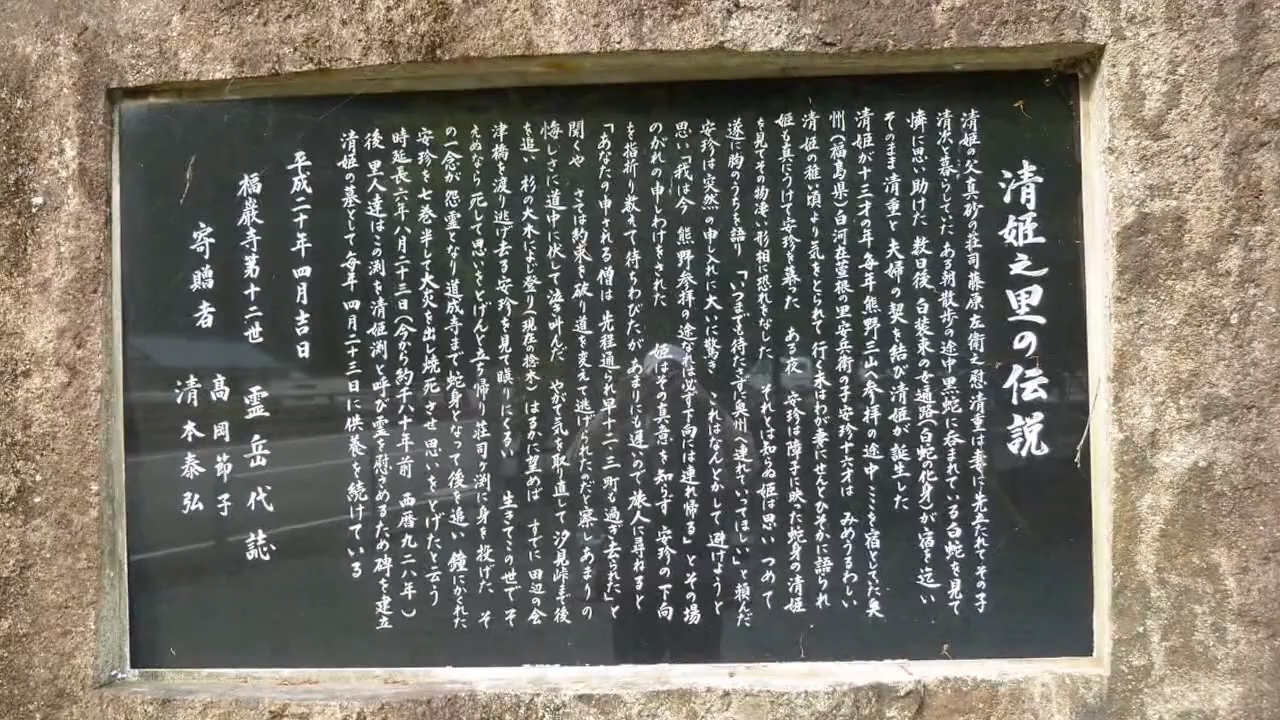 清姫之里の伝説
清姫の父真砂の荘司藤原左衛之慰清重は妻に先立たれてその子
清次と暮らしていた ある朝散歩の途中黒蛇に呑まれている白蛇を見て
憐に思い助けた 数日後、白装束の女遍路(白蛇の化身)が宿を迄い
そのまま清重と夫婦の契を結び清姫が誕生した
清姫が十三才の年、毎年熊野三山へ参拝の途中ここを宿としていた奥
州(福島県)白河在萱根の里安兵衛の子安珍十六才は みめうるわしい
清姫の稚い頃より気をとられて行く末はわが妻にせんとひそかに語られ
姫も真にうけて安珍を慕った ある夜 安珍は障子に映った蛇身の清姫
を見てその物凄い形相に恐れをなした、それとは知らぬ姫は思いつめて
遂に胸のうちを語り 「いつまでも待たさずに奥州へ連れていってほしい」と頼んだ
安珍は突然の申し入れに大いに驚き これはなんとかして避けようと
思い「我は今 熊野参拝の途なれば必ず下向には連れ帰る」とその場
のがれの申しわけをされた 姫はその真意を知らず 安珍の下向
を指折り数えて待ちわびたが あまりにも遅いので旅人に尋ねると
「あなたの申される僧は 先程通られ早十二・三町も過ぎ去られた」と
聞くや さては約束を破り道を変えて逃げられたのだと察しあまりの
悔しさに道中に伏して泣き叫んだ やがて気を取り直して汐見峠まで後
を追い 杉の大木によじ登り(現在の捻木)はるかに望めば すでに田辺の会
津橋を渡り逃げ去る安珍を見て瞋りにくるい 生きてこの世でそ
えぬなら 死して思いをとげんと立ち帰り荘司ヶ渕に身を投げた そ
の一念が 怨霊となり道成寺まで蛇身となって後を追い 鐘にかくれた
安珍を七巻半して大火を出し焼死させ思いをとげたと云う
時延長六年八月二十三日(今から約千八十年前 西暦九二八年)
後 里人達はこの渕を清姫渕と呼び霊を慰さめるため碑を建立
清姫の墓として毎年 四月二十三日に供養を続けている
平成二十年四月吉日
福巌寺第十二世 霊岳代誌
寄贈者 高岡節子
清本泰弘